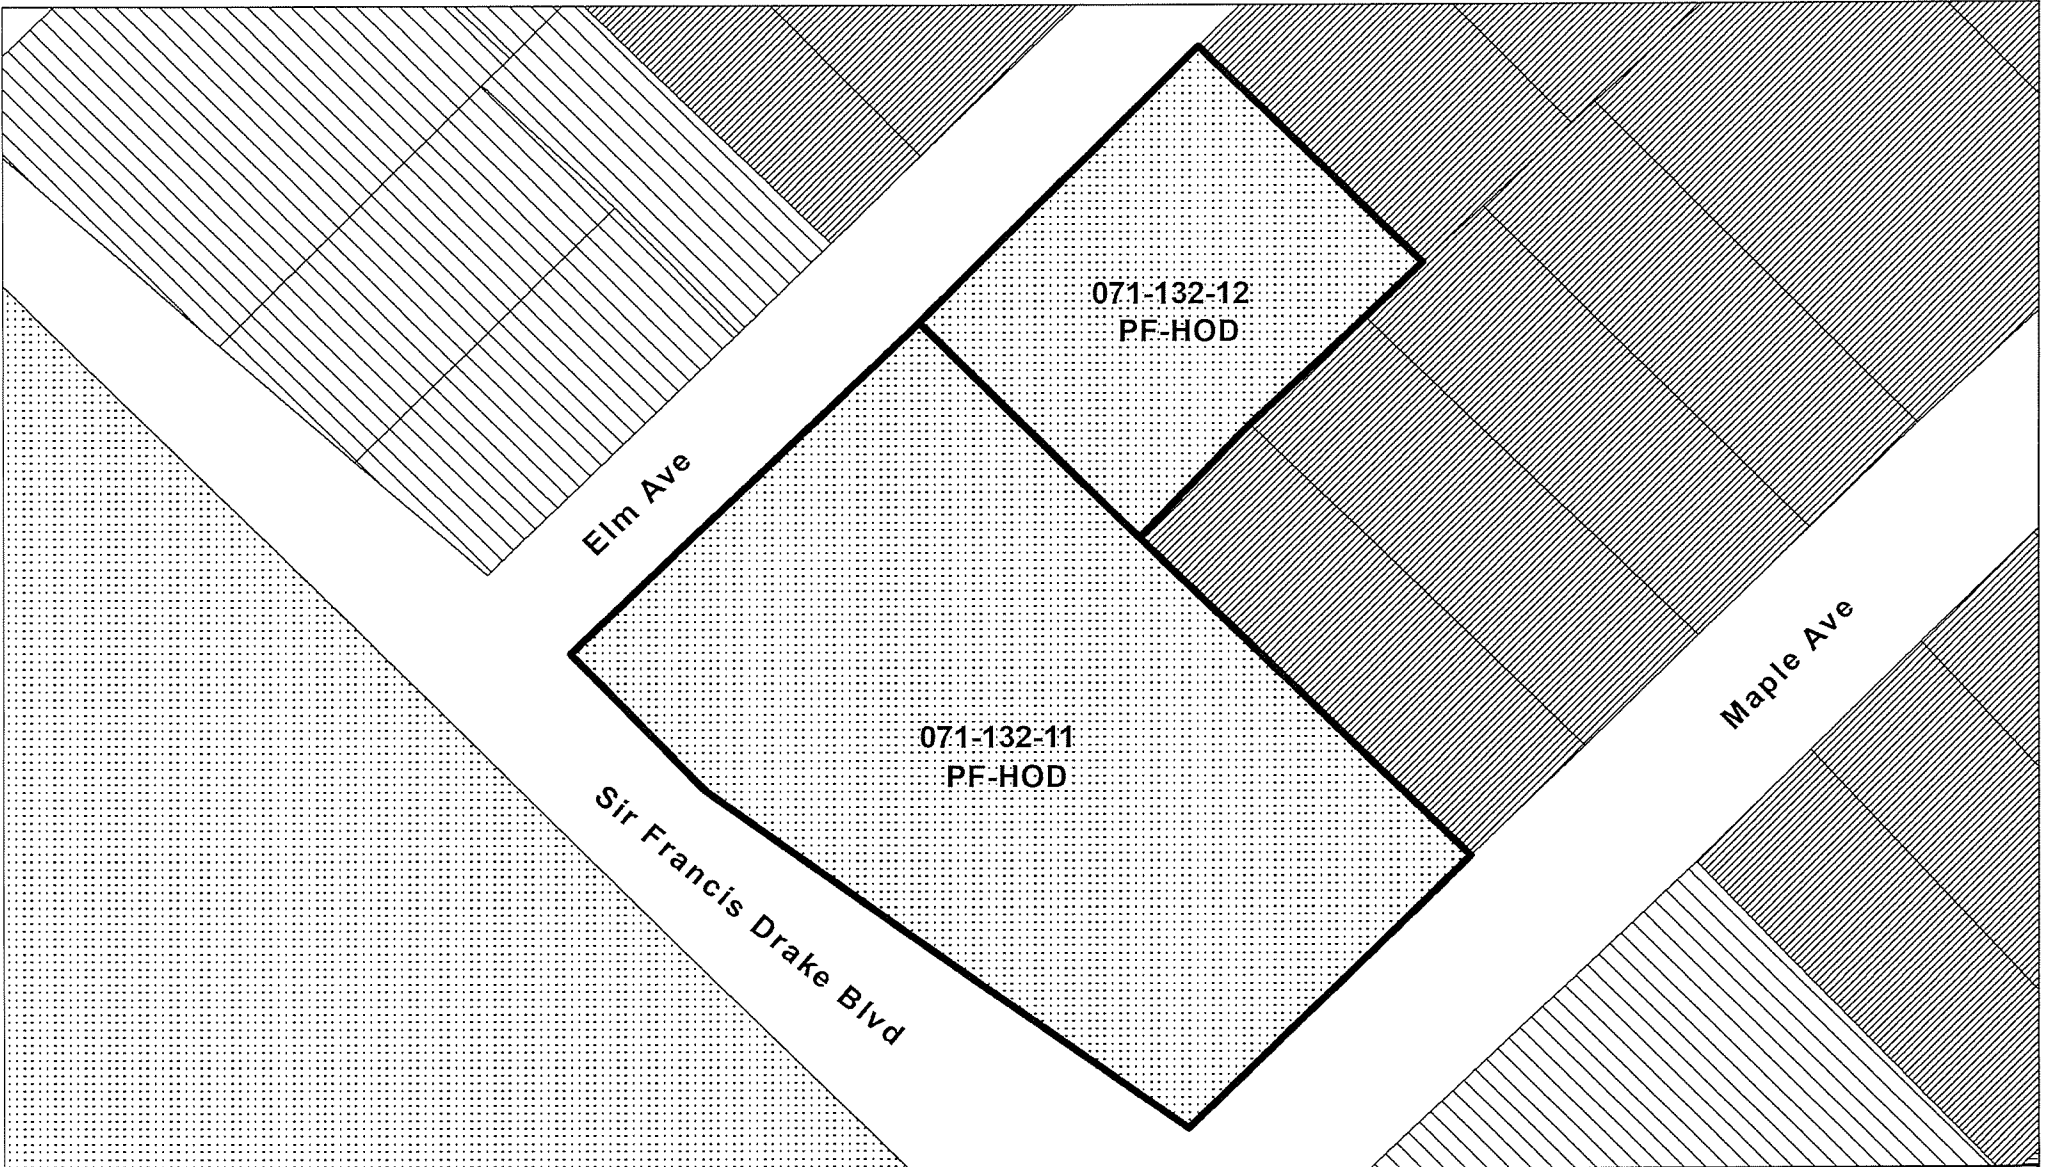 071-132-12
PF-HOD
Elm Ave
Maple Ave
071-132-11
PF-HOD
Sir Francis Drake Blvd